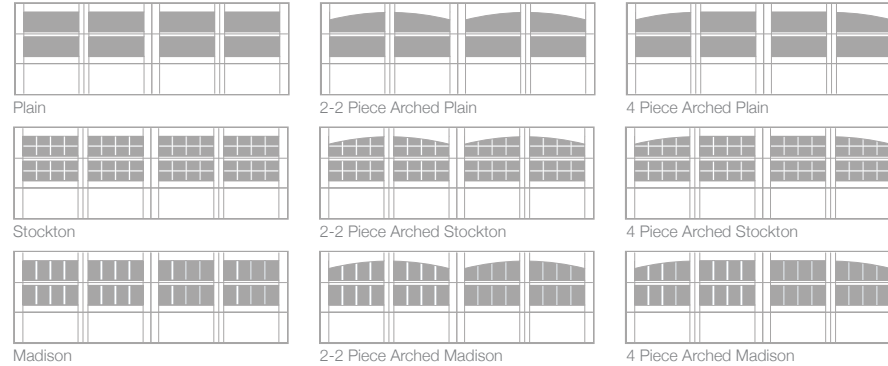 Plain
2-2 Piece Arched Plain
4 Piece Arched Plain
Stockton
2-2 Piece Arched Stockton
4 Piece Arched Stockton
Madison
2-2 Piece Arched Madison
4 Piece Arched Madison